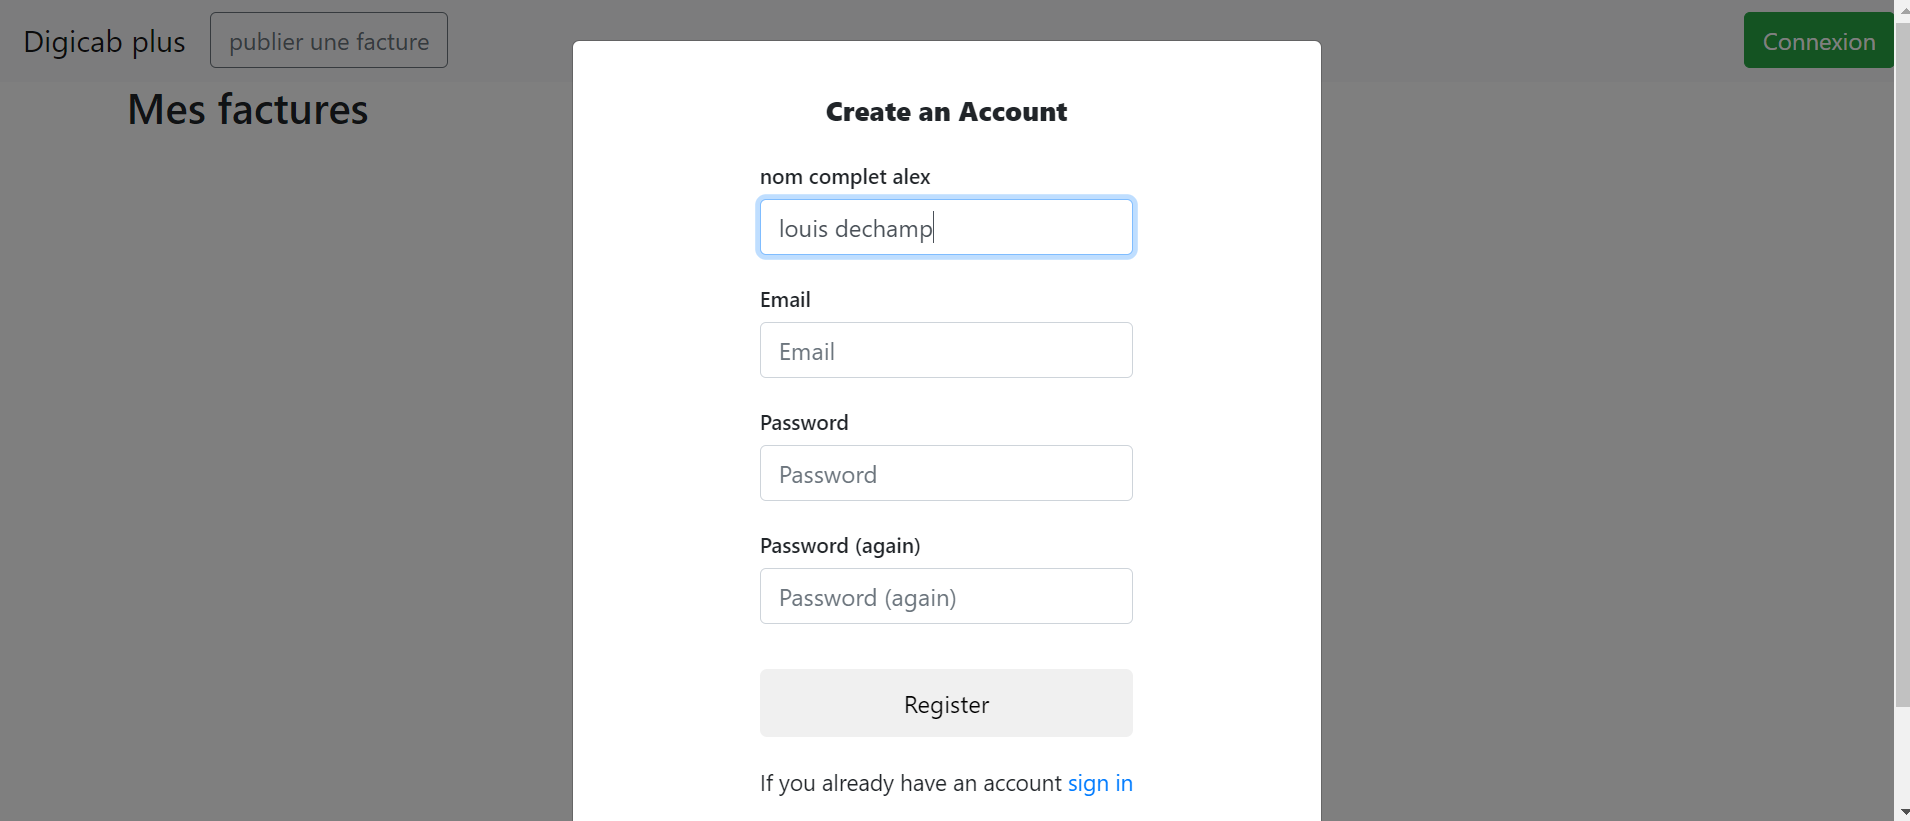 Digicab plus
publier une facture
Connexion
Mes factures
Create an Account
nom complet alex
louis dechamp
Email
Email
Password
Password
Password (again)
Password (again)
Register
If you already have an account sign in